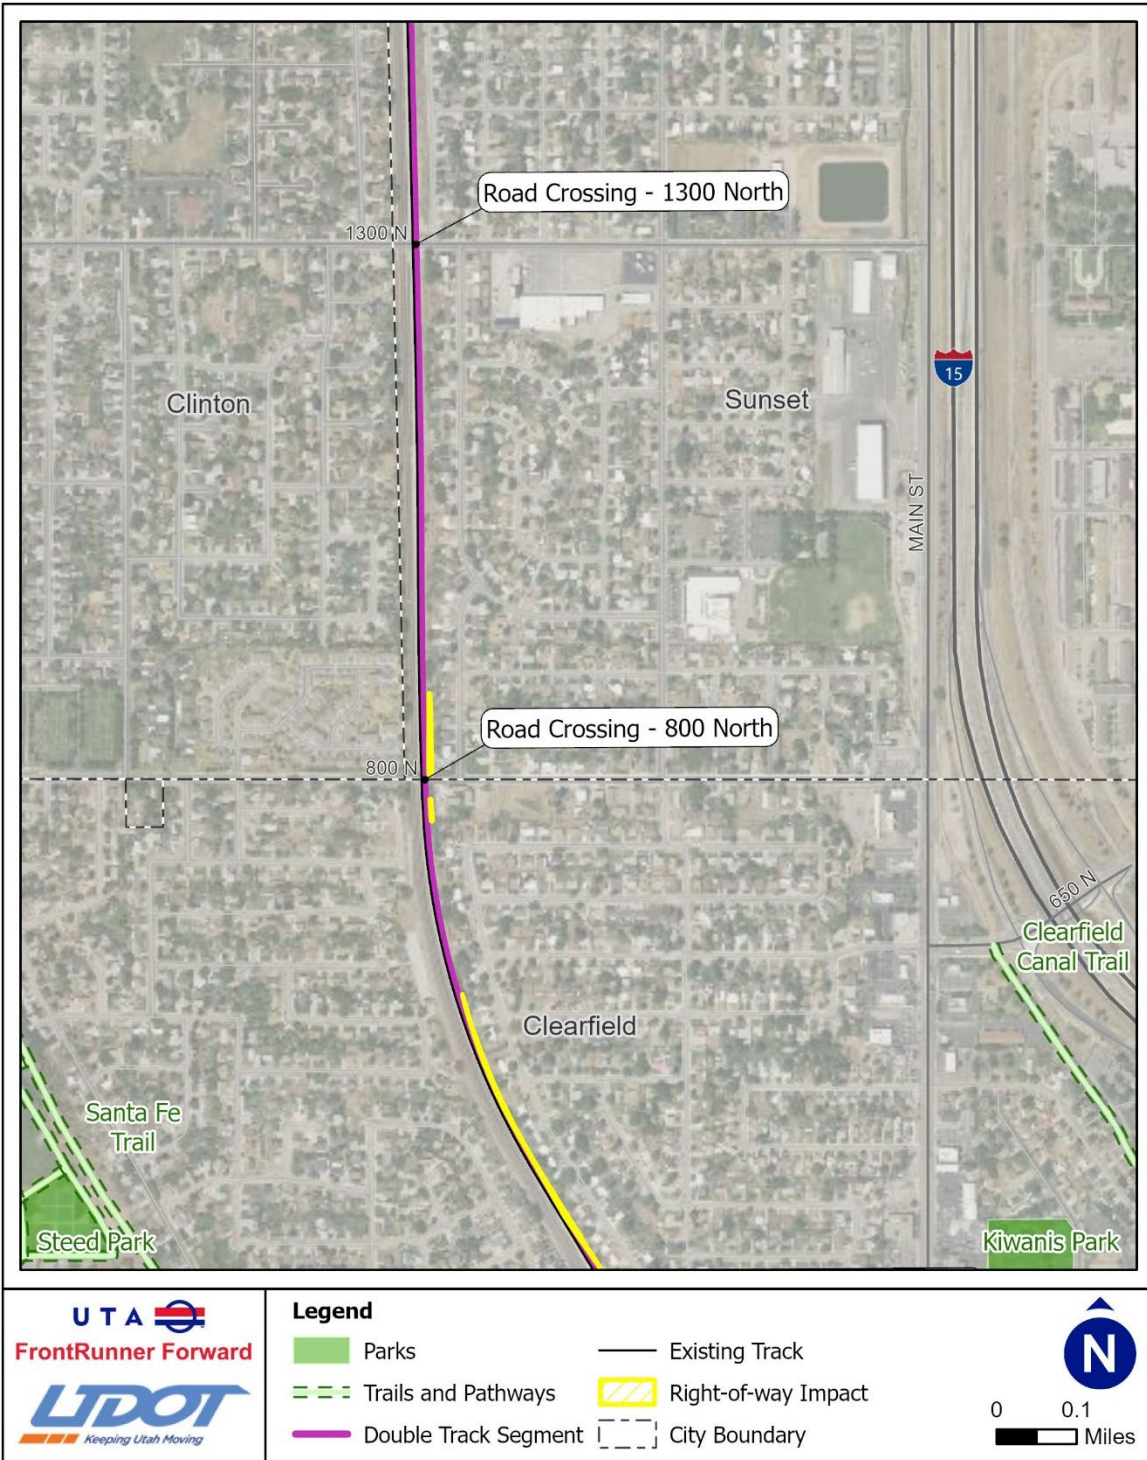 Road Crossing - 1300 North
1300 N
Clinton
Sunset
15
MAIN ST
Road Crossing - 800 North
800 N
650 N
Clearfield
Canal Trail
Clearfield
Santa Fe
Trail
Steed Park
Kiwanis Park
UTA
FrontRunner Forward
UDOT
Keeping Utah Moving
Legend
Parks
Trails and Pathways
Double Track Segment
Existing Track
Right-of-way Impact
City Boundary
N
0 0.1
Miles